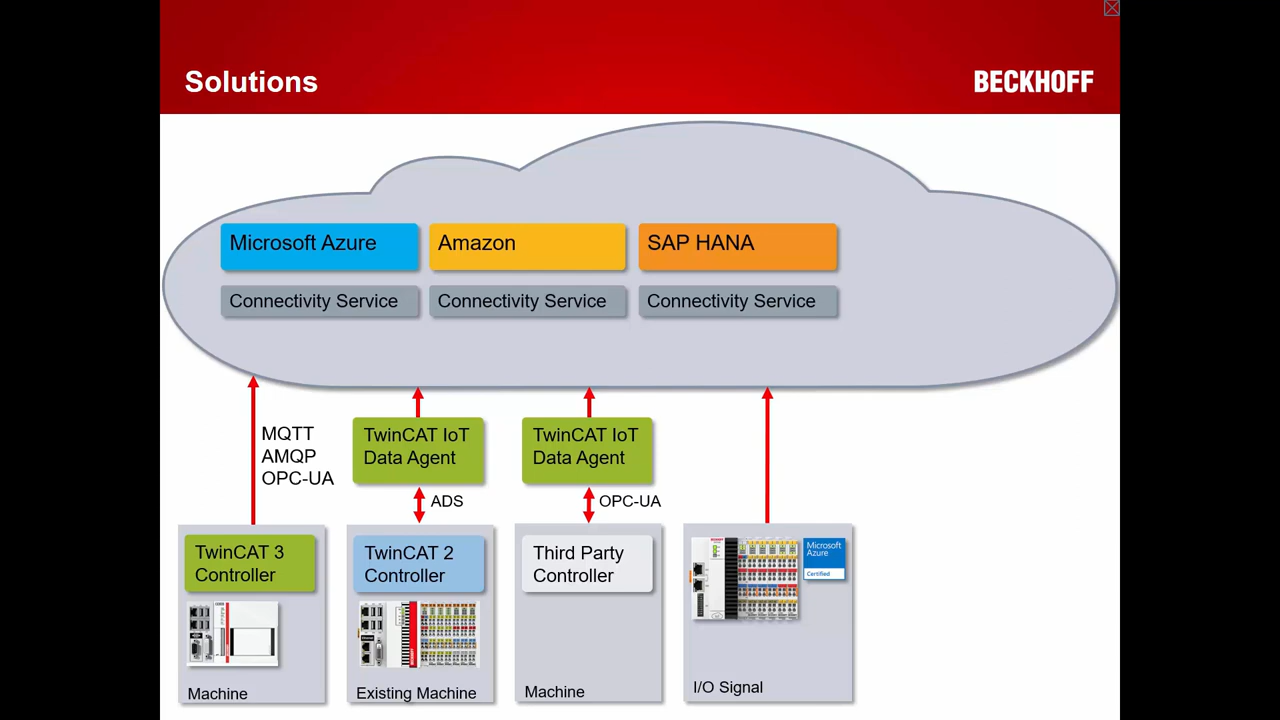 Solutions
BECKHOFF
Microsoft Azure
Amazon
SAP HANA
Connectivity Service
Connectivity Service
Connectivity Service
MQTT
AMQP
OPC-UA
TwinCAT IoT
Data Agent
TwinCAT IoT
Data Agent
ADS
OPC-UA
TwinCAT 3
Controller
TwinCAT 2
Controller
Third Party
Controller
Microsoft
Azure
Certified
Machine
Existing Machine
Machine
I/O Signal